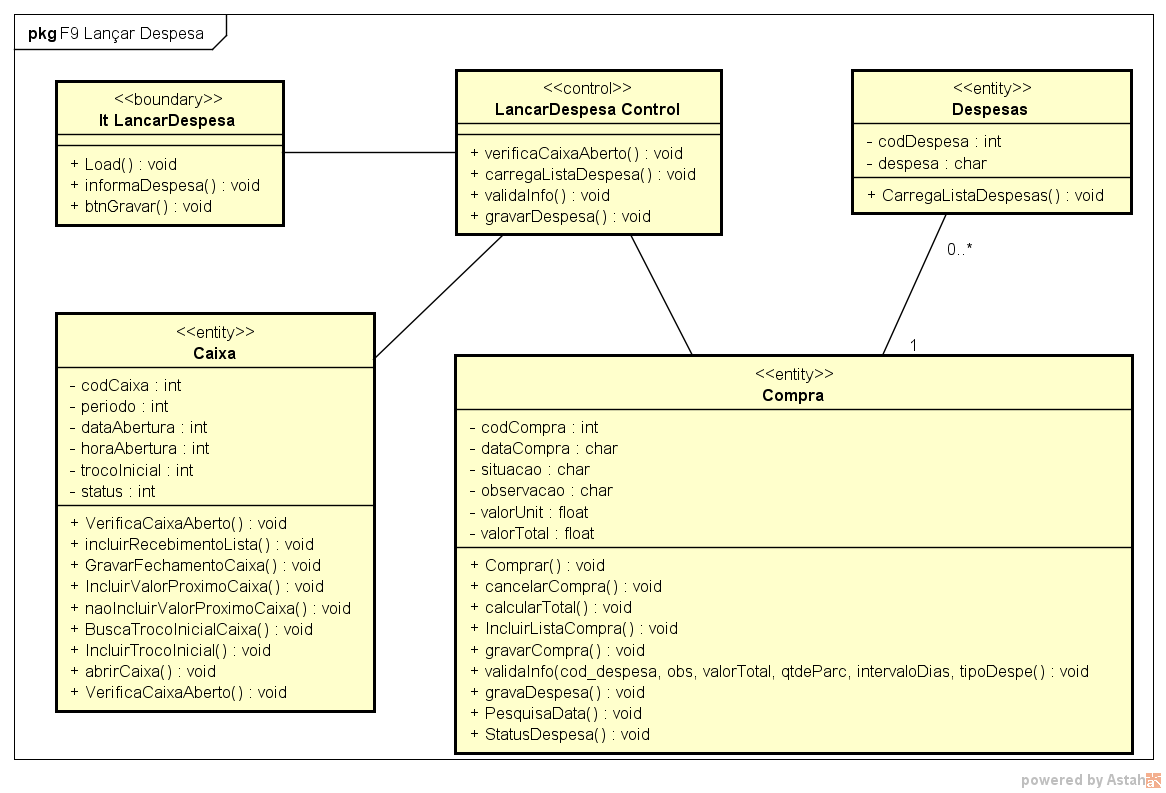 pkg F9 Lançar Despesa
<<boundary>>
It LancarDespesa
+ Load() : void
+ informaDespesa() : void
+ btnGravar() : void
<<control>>
LancarDespesa Control
+ verificaCaixaAberto() : void
+ carregaListaDespesa() : void
+ validaInfo() : void
+ gravarDespesa() : void
<<entity>>
Despesas
- codDespesa : int
- despesa : char
+ CarregaListaDespesas() : void
0..*
1
<<entity>>
Caixa
- codCaixa : int
- periodo : int
- dataAbertura : int
- horaAbertura : int
- trocoInicial : int
- status : int
+ VerificaCaixaAberto() : void
+ incluirRecebimentoLista() : void
+ GravarFechamentoCaixa() : void
+ IncluirValorProximoCaixa() : void
+ naoIncluirValorProximoCaixa() : void
+ BuscaTrocoInicialCaixa() : void
+ IncluirTrocoInicial() : void
+ abrirCaixa() : void
+ VerificaCaixaAberto() : void
<<entity>>
Compra
- codCompra : int
- dataCompra : char
- situacao : char
- observacao : char
- valorUnit : float
- valorTotal : float
+ Comprar() : void
+ cancelarCompra() : void
+ calcularTotal() : void
+ IncluirListaCompra() : void
+ gravarCompra() : void
+ validaInfo(cod_despesa, obs, valorTotal, qtdeParc, intervaloDias, tipoDespe() : void
+ gravaDespesa() : void
+ PesquisaData() : void
+ StatusDespesa() : void
powered by Astah